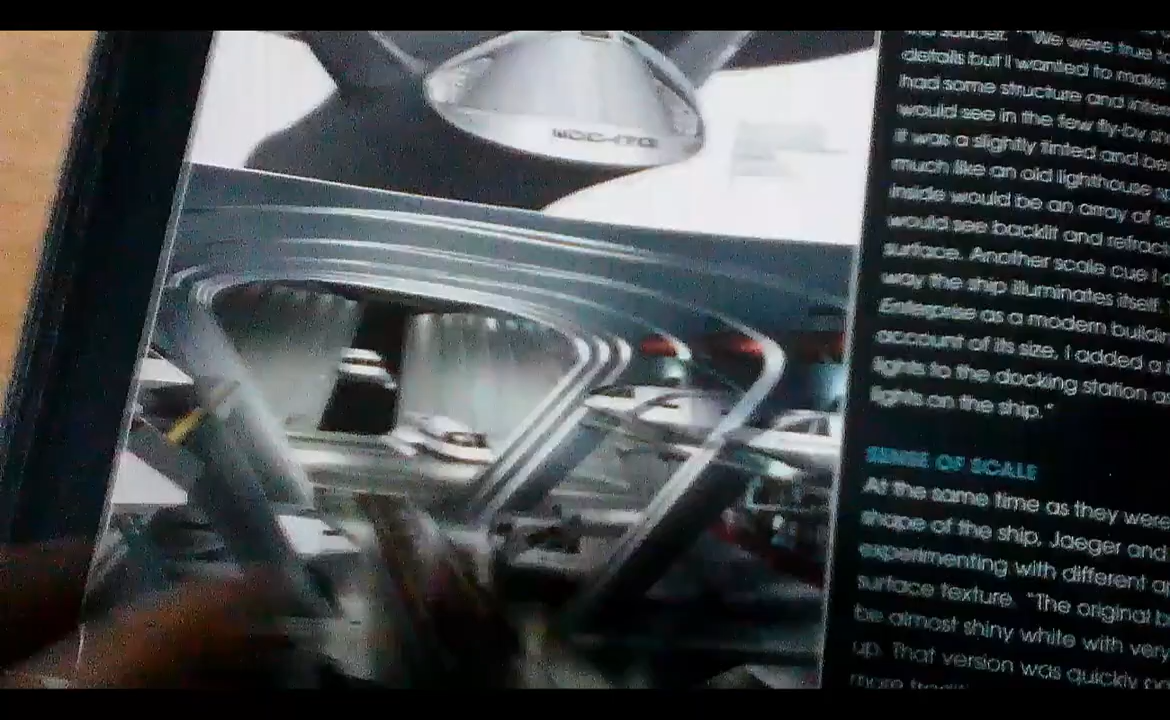 NCC-170
the saucer. "We were true to
details but I wanted to make
had some structure and inter
would see in the few fly-by sh
it was a slightly tinted and be
much like an old lighthouse
inside would be an array of
would see backlit and refract
surface. Another scale cue I
way the ship illuminates itself.
Enterprise as a modern buildin
account of its size, I added a
lights to the docking station a
lights on the ship."
SENSE OF SCALE
At the same time as they were
shape of the ship, Jaeger and
experimenting with different
surface texture. "The original
be almost shiny white with very
up. That version was quickly
more